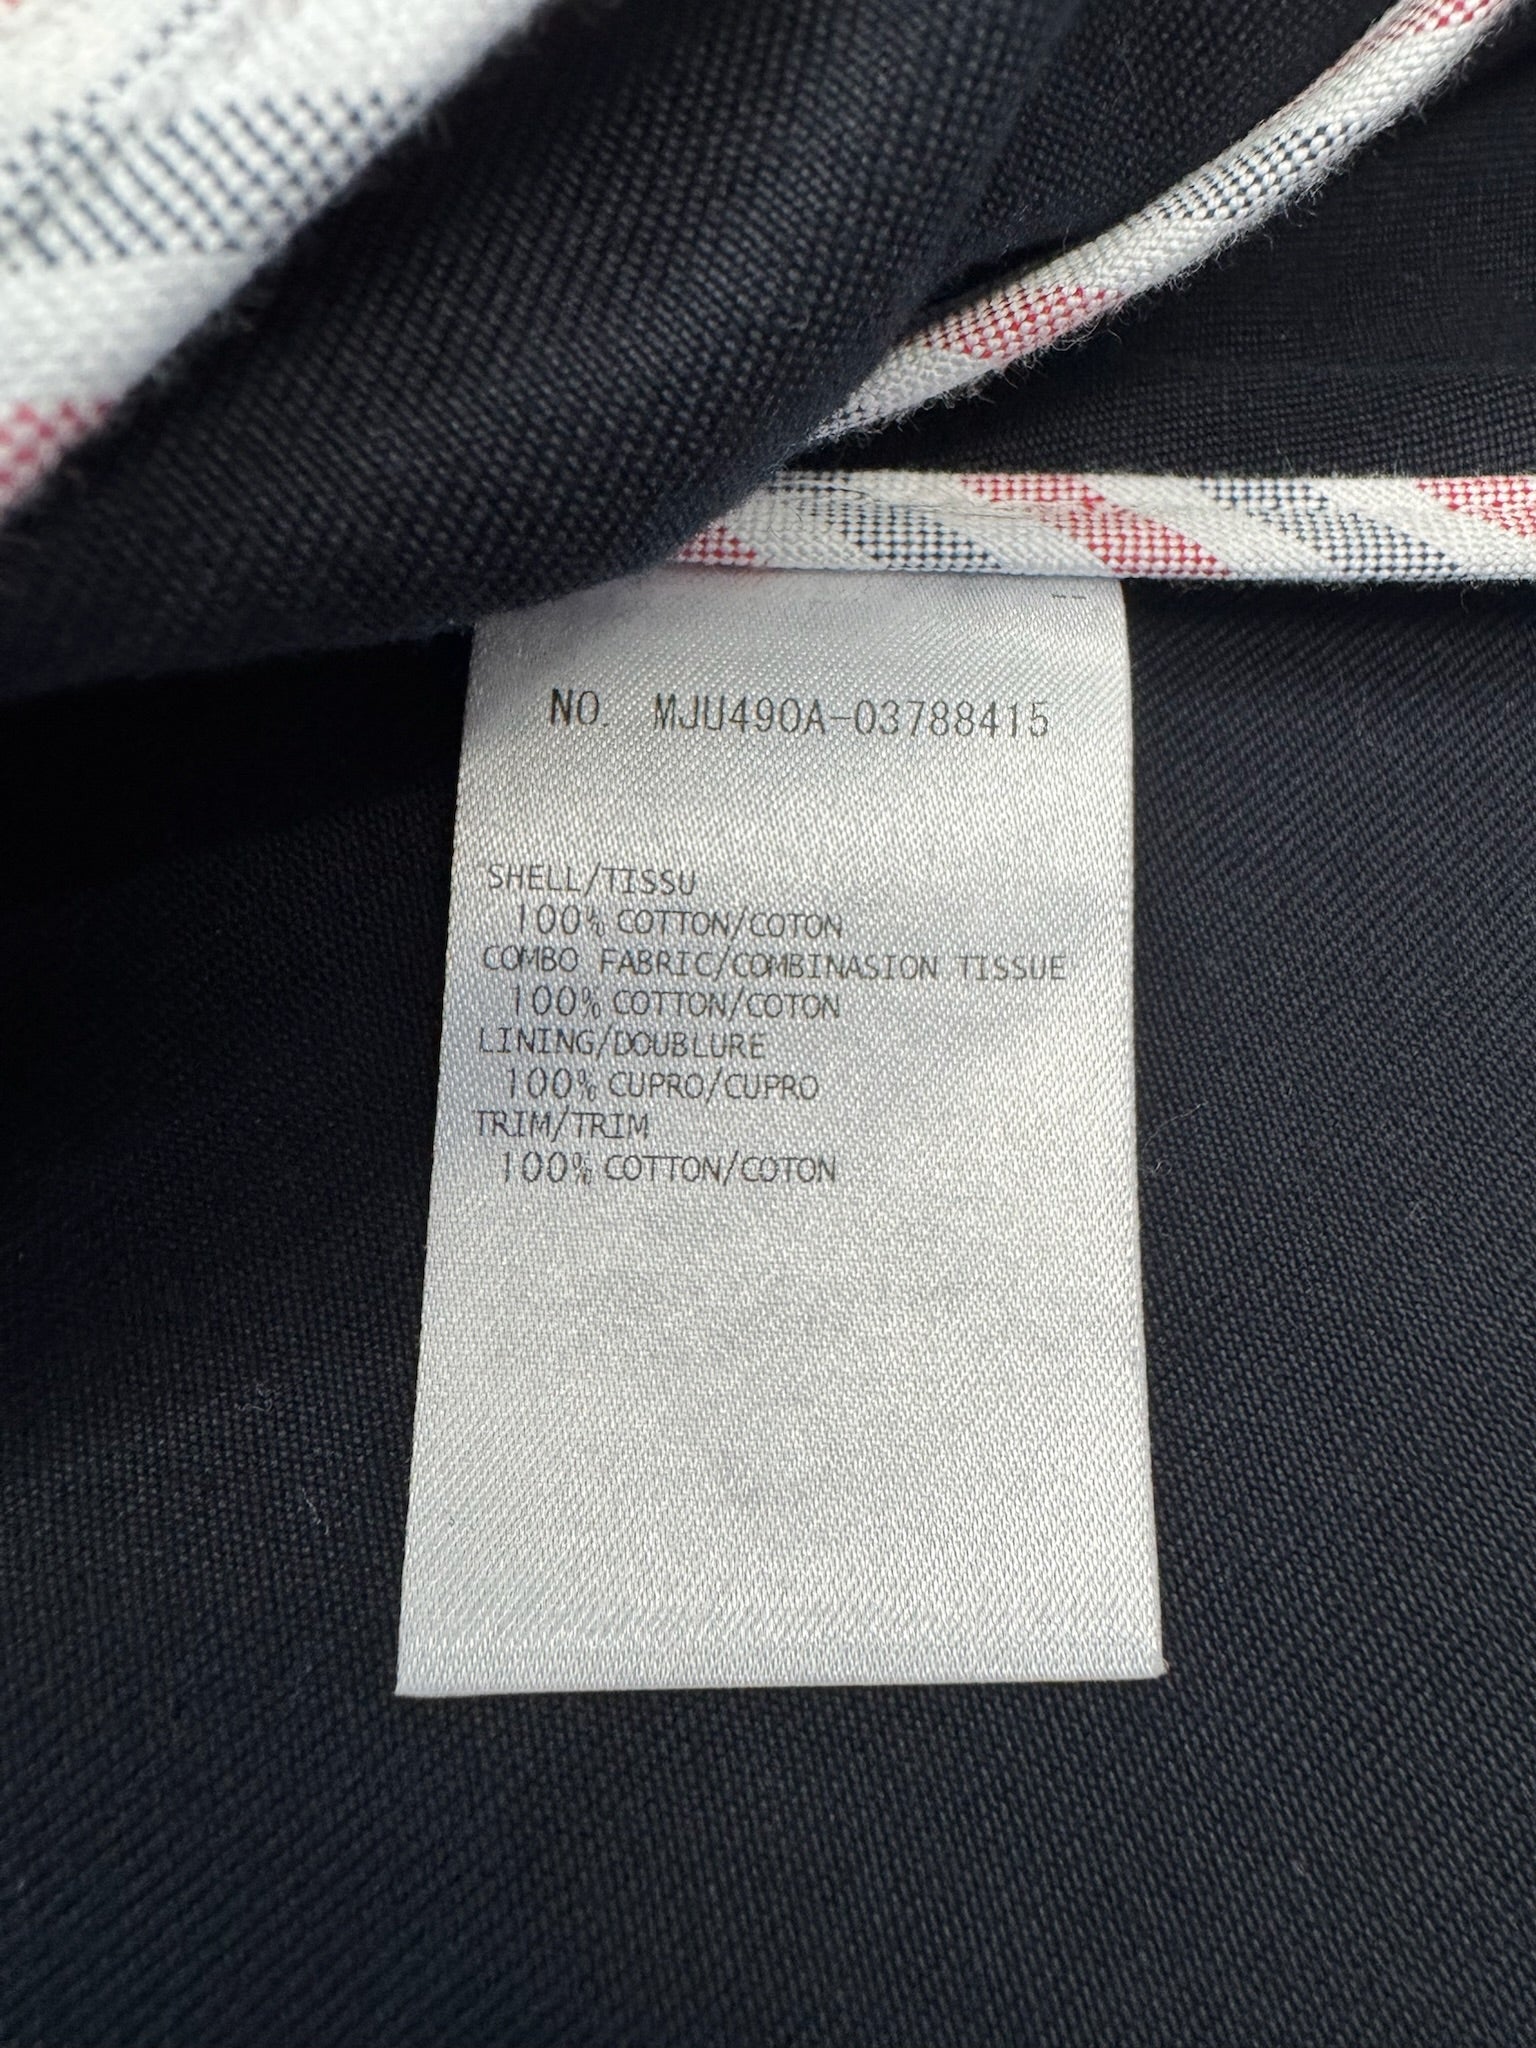 NO. MJU490A-03788415
SHELL/TISSU
100% COTTON/COTON
COMBO FABRIC/COMBINASION TISSUE
100% COTTON/COTON
LINING/DOUBLURE
100% CUPRO/CUPRO
TRIM/TRIM
100% COTTON/COTON